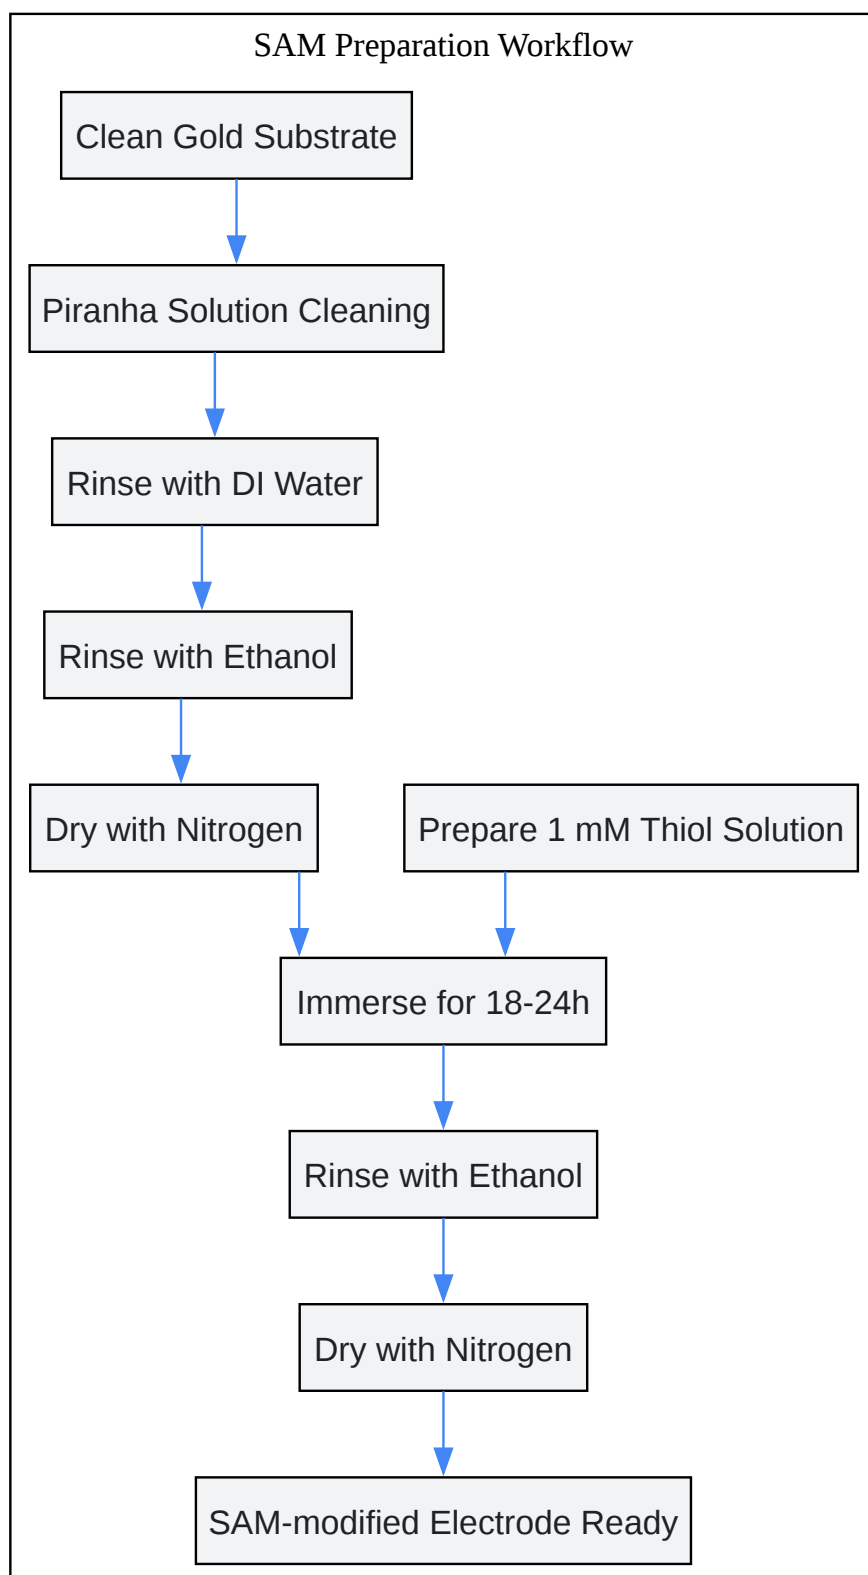 SAM Preparation Workflow
Clean Gold Substrate
Piranha Solution Cleaning
Rinse with DI Water
Rinse with Ethanol
Dry with Nitrogen
Prepare 1 mM Thiol Solution
Immerse for 18-24h
Rinse with Ethanol
Dry with Nitrogen
SAM-modified Electrode Ready